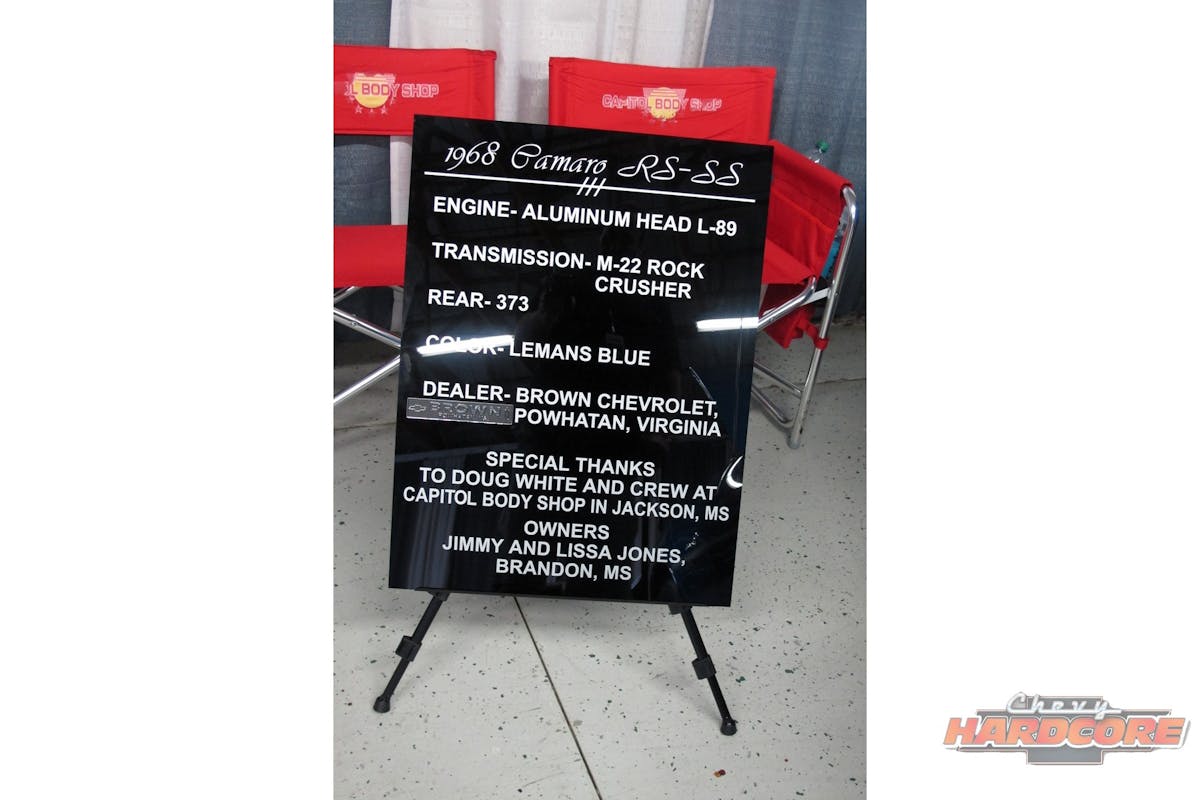 L BODY SHOP
CAPITOL BODY SHOP
1968 Camaro RS-SS
ENGINE- ALUMINUM HEAD L-89
TRANSMISSION- M-22 ROCK
CRUSHER
REAR- 373
COLOR- LEMANS BLUE
DEALER- BROWN CHEVROLET,
BROWN
POWHATAN, VIRGINIA
SPECIAL THANKS
TO DOUG WHITE AND CREW AT
CAPITOL BODY SHOP IN JACKSON, MS
OWNERS
JIMMY AND LISSA JONES,
BRANDON, MS
Chevy
HARDCORE